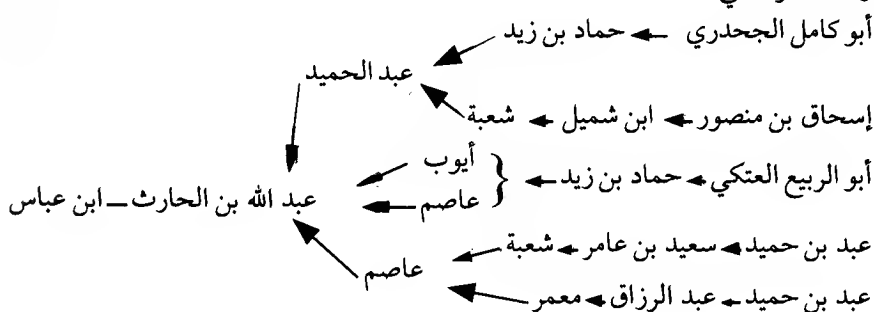 أبو كامل الجحدري ← حماد بن زيد
عبد الحميد
إسحاق بن منصور ← ابن شميل ← شعبة
أيوب
أبو الربيع العتكي ← حماد بن زيد ←
عاصم
عبد الله بن الحارث – ابن عباس
عبد بن حميد ← سعيد بن عامر ← شعبة
عاصم
عبد بن حميد ← عبد الرزاق ← معمر